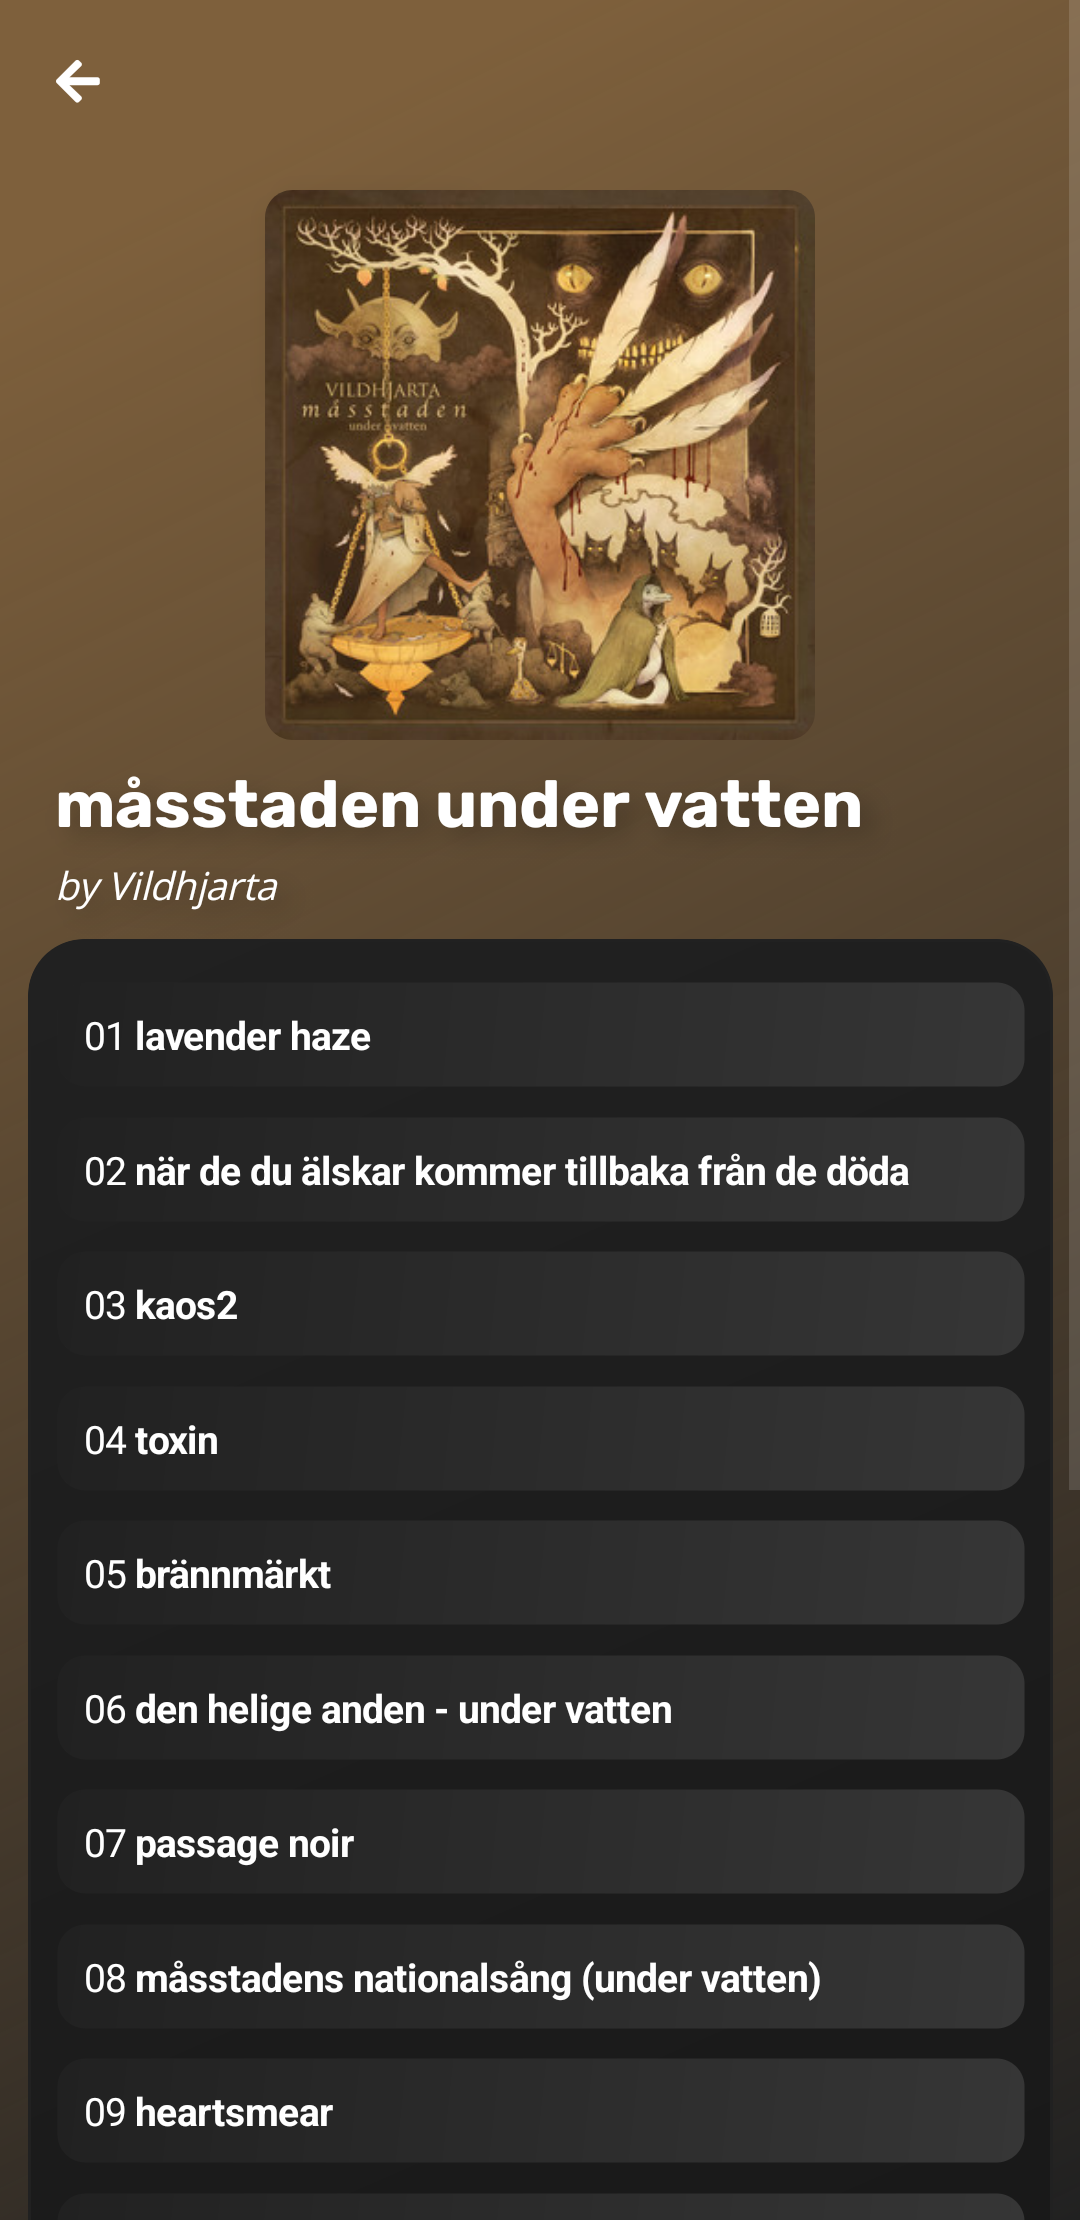 VILDHJARTA
måsstaden
under vatten
måsstaden under vatten
by Vildhjarta
01 lavender haze
02 när de du älskar kommer tillbaka från de döda
03 kaos2
04 toxin
05 brännmärkt
06 den helige anden - under vatten
07 passage noir
08 måsstadens nationalsång (under vatten)
09 heartsmear